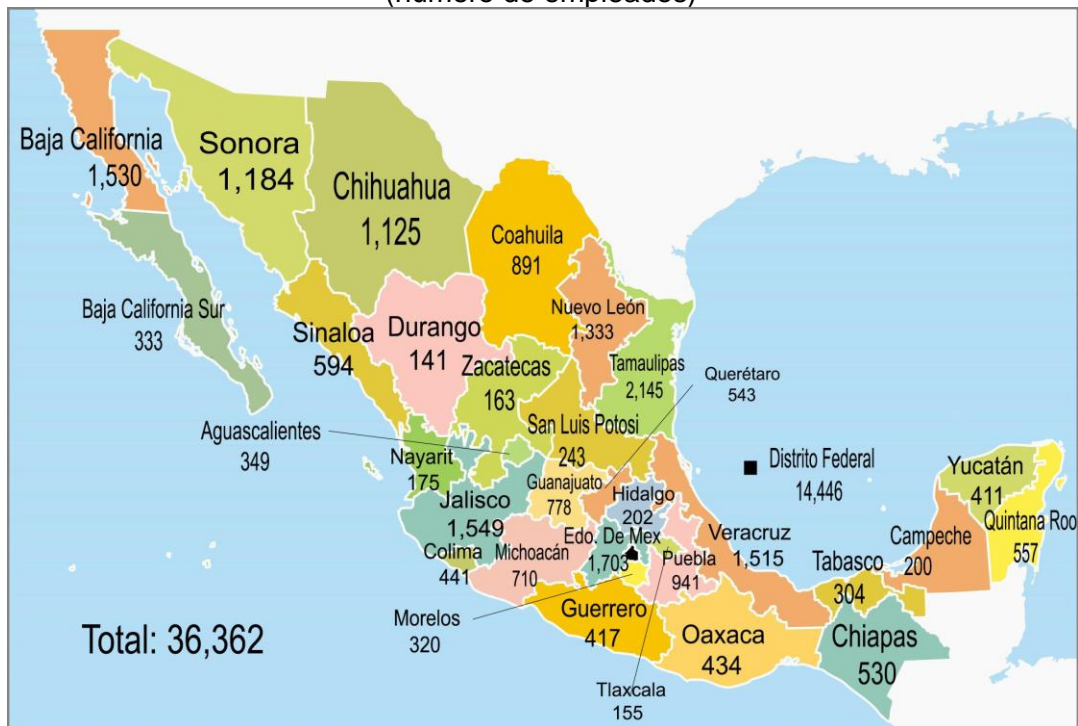 (número de empleados)
Baja California
1,530
Sonora
1,184
Chihuahua
1,125
Coahuila
891
Baja California Sur
333
Sinaloa
594
Durango
141
Nuevo León
1,333
Zacatecas
163
Tamaulipas
2,145
Querétaro
543
Aguascalientes
349
San Luis Potosi
243
Nayarit
175
Guanajuato
778
Distrito Federal
14,446
Yucatán
411
Jalisco
1,549
Hidalgo
202
Edo. De Mex
1,703
Veracruz
1,515
Campeche
200
Quintana Roo
557
Colima
441
Michoacán
710
Puebla
941
Tabasco
304
Morelos
320
Guerrero
417
Oaxaca
434
Chiapas
530
Total: 36,362
Tlaxcala
155